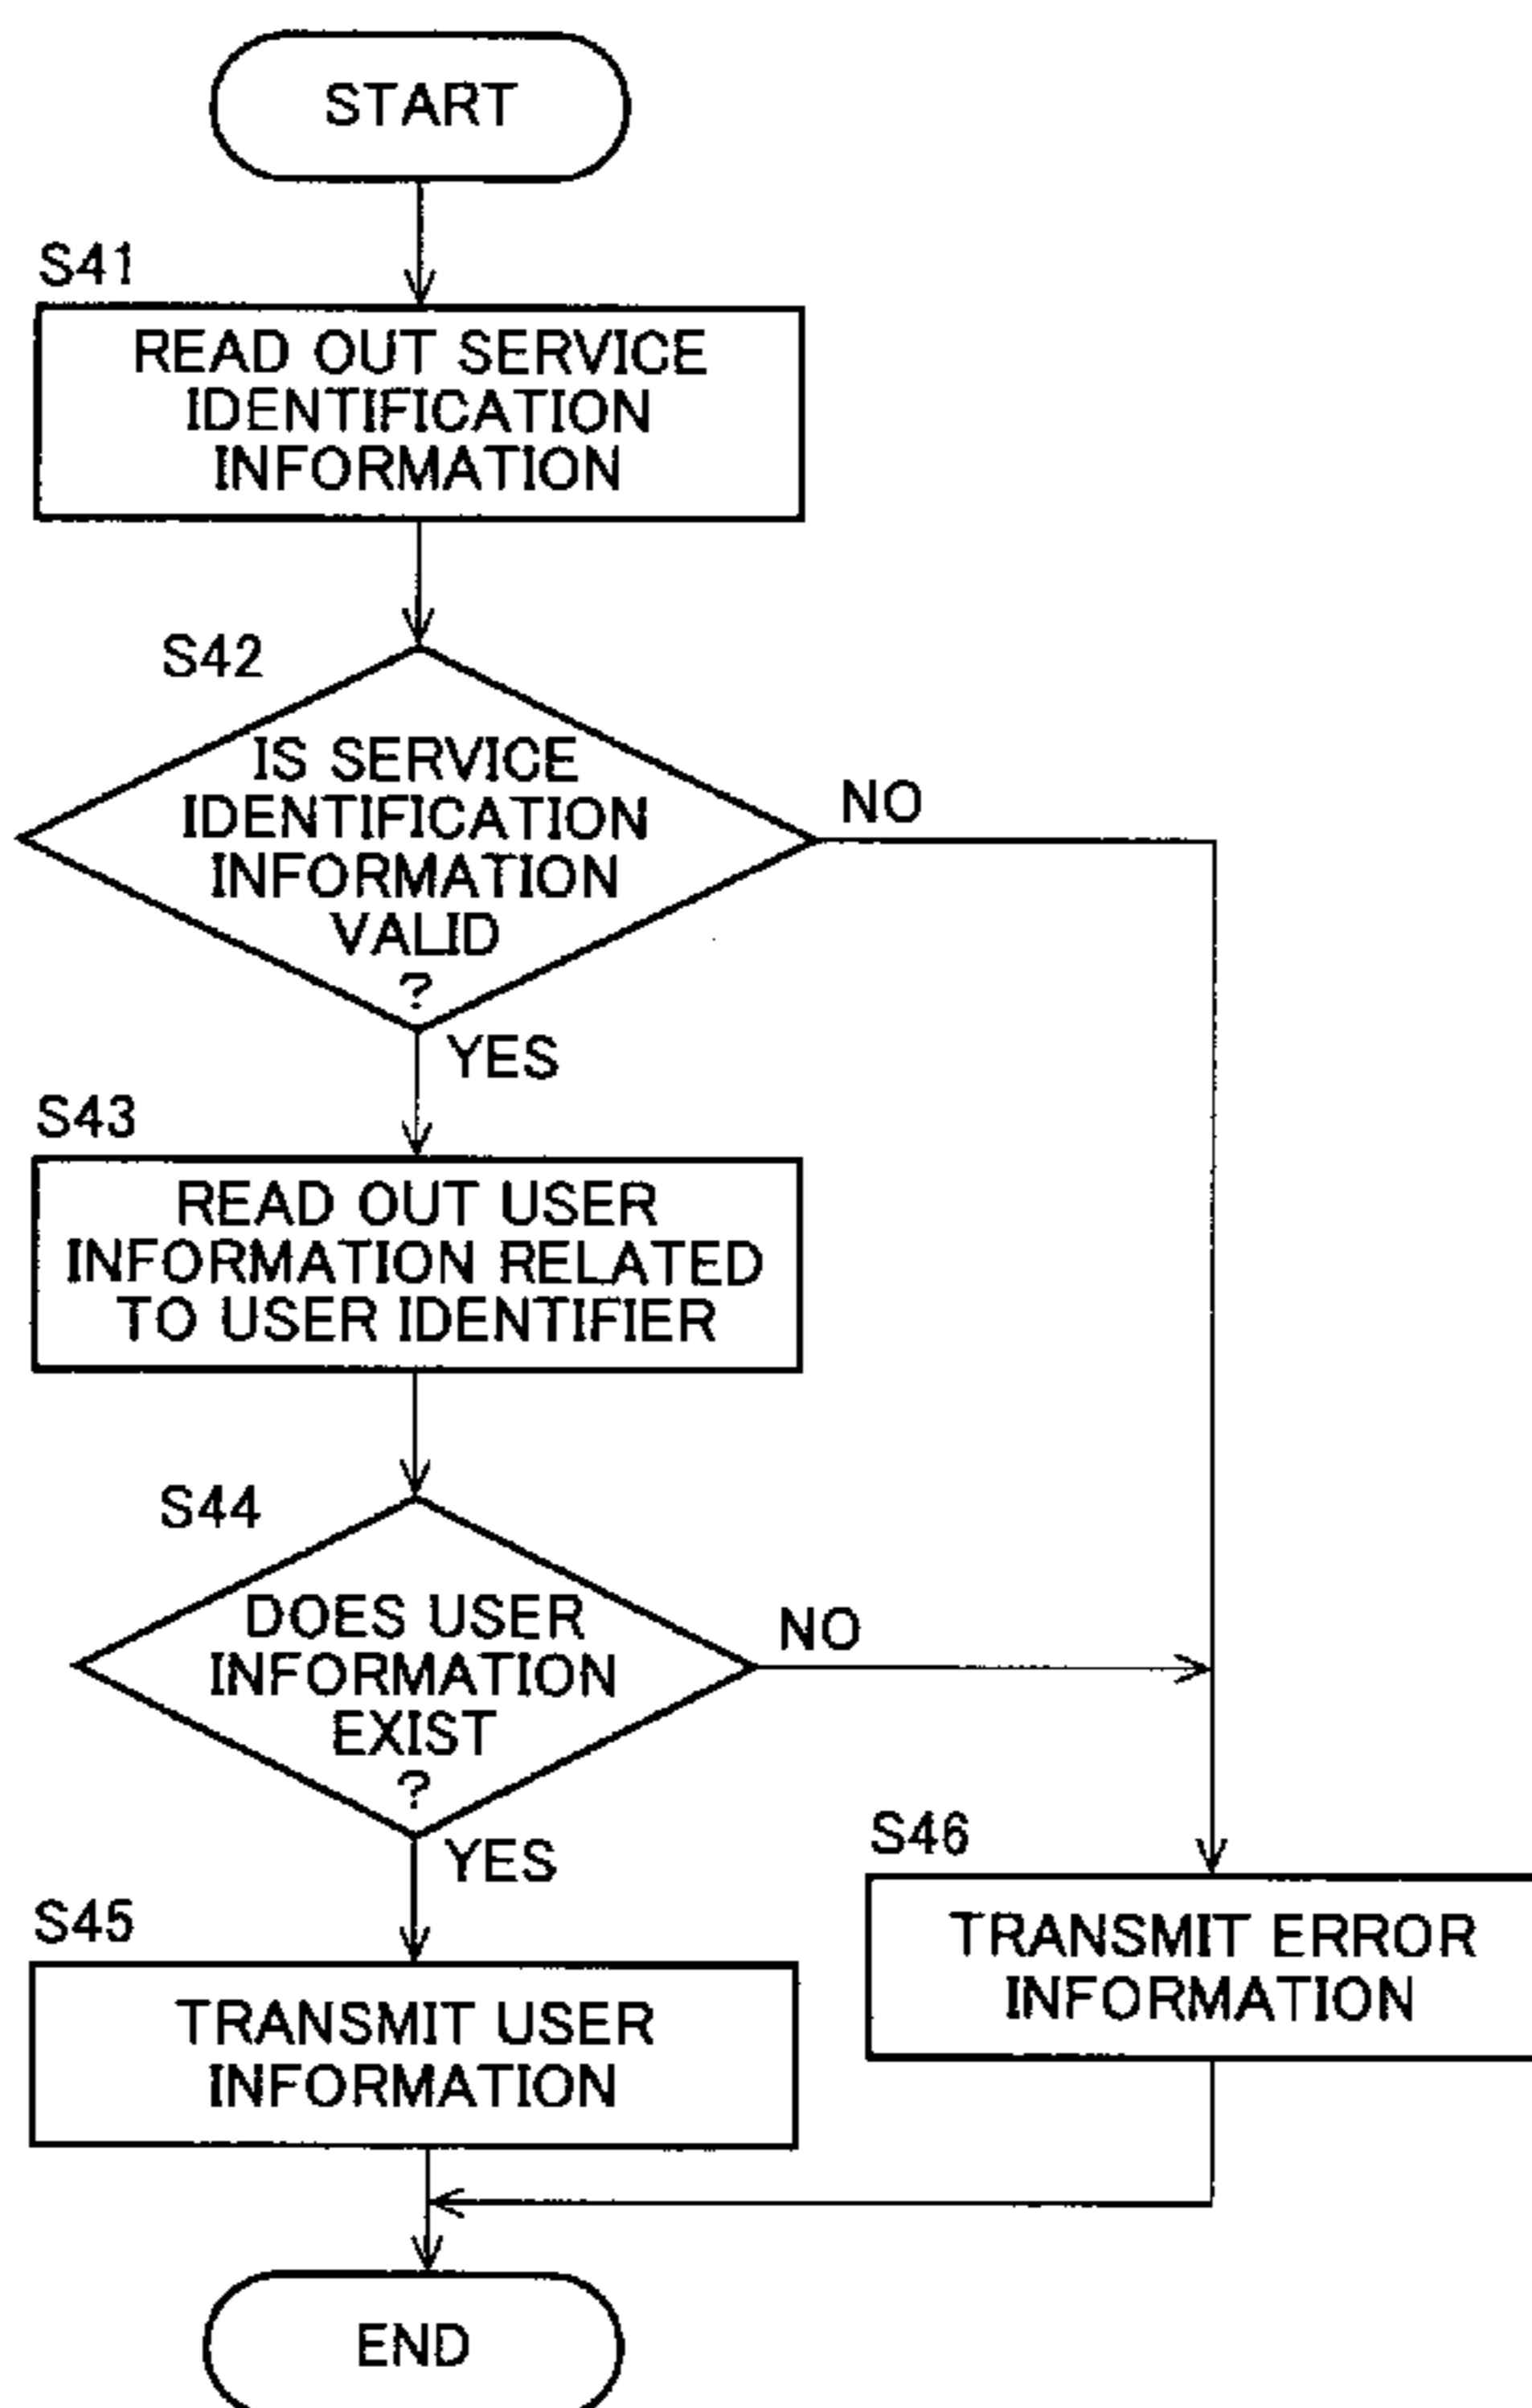 START
S41
READ OUT SERVICE
IDENTIFICATION
INFORMATION
S42
IS SERVICE
IDENTIFICATION
INFORMATION
VALID
?
NO
YES
S43
READ OUT USER
INFORMATION RELATED
TO USER IDENTIFIER
S44
DOES USER
INFORMATION
EXIST
?
NO
YES
S45
TRANSMIT USER
INFORMATION
S46
TRANSMIT ERROR
INFORMATION
END